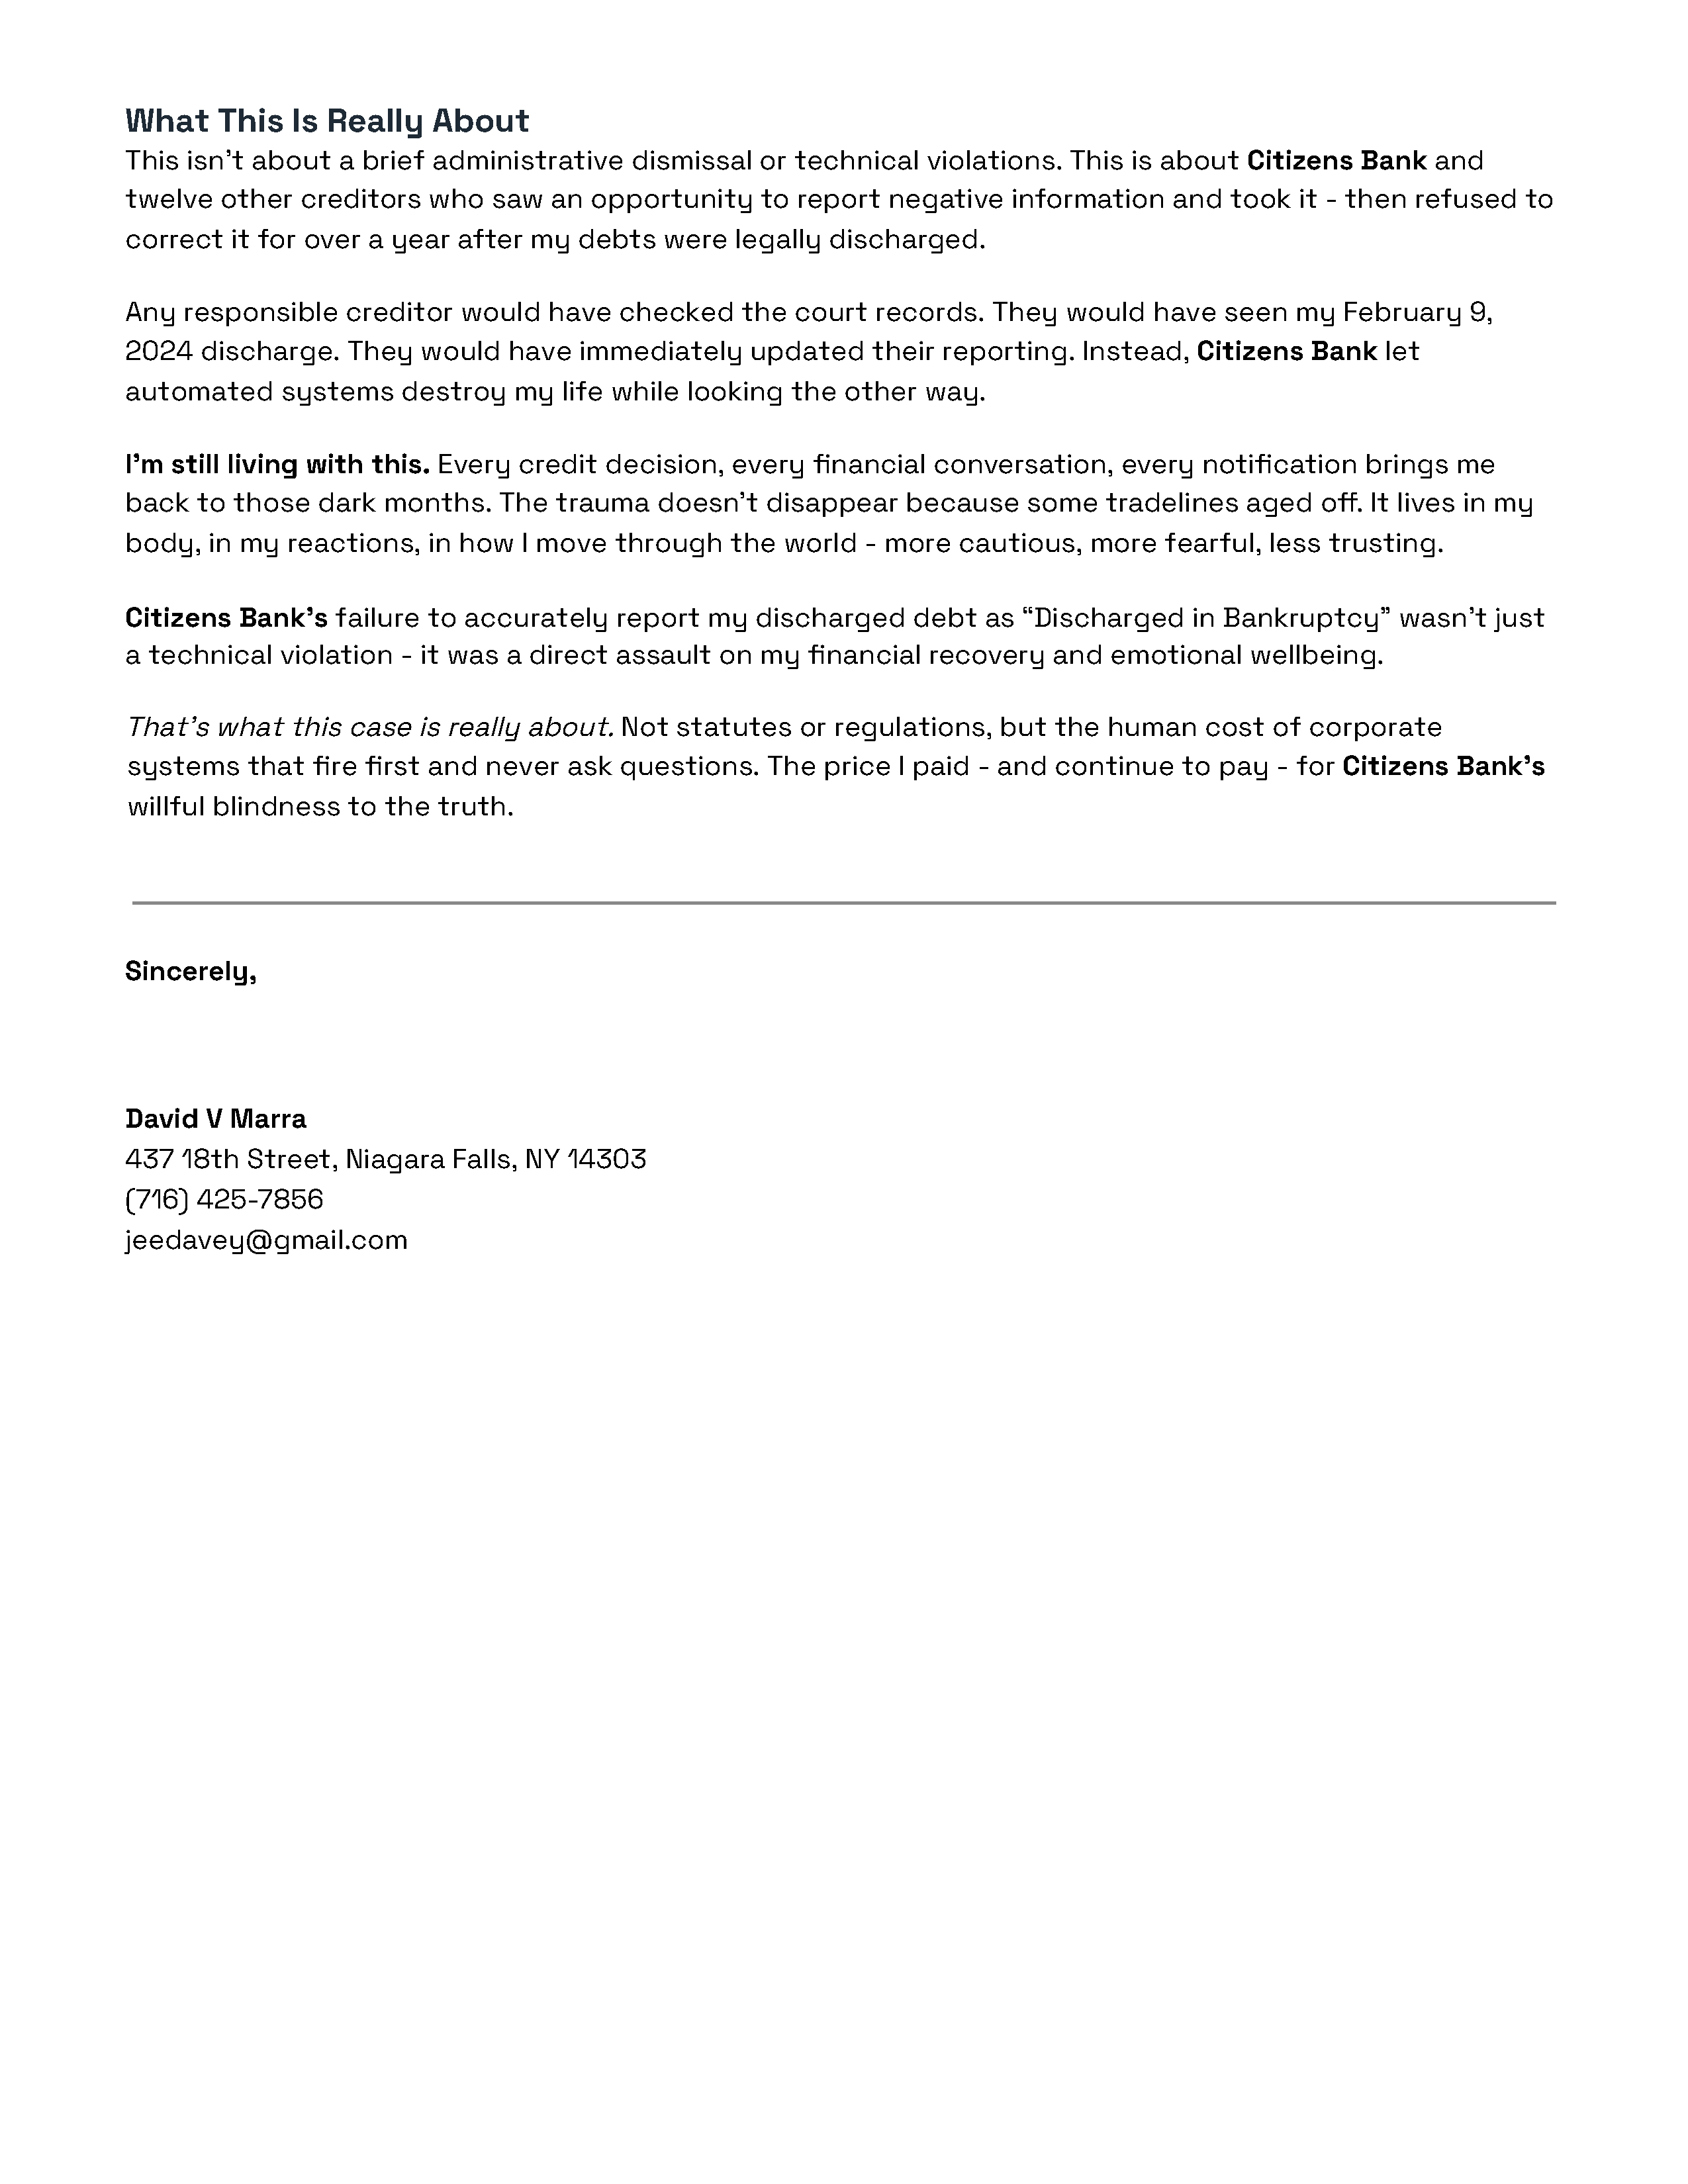 What This Is Really About
This isn’t about a brief administrative dismissal or technical violations. This is about Citizens Bank and
twelve other creditors who saw an opportunity to report negative information and took it - then refused to
correct it for over a year after my debts were legally discharged.
Any responsible creditor would have checked the court records. They would have seen my February 9,
2024 discharge. They would have immediately updated their reporting. Instead, Citizens Bank let
automated systems destroy my life while looking the other way.
I’m still living with this. Every credit decision, every financial conversation, every notification brings me
back to those dark months. The trauma doesn’t disappear because some tradelines aged off. It lives in my
body, in my reactions, in how I move through the world - more cautious, more fearful, less trusting.
Citizens Bank’s failure to accurately report my discharged debt as “Discharged in Bankruptcy” wasn’t just
a technical violation - it was a direct assault on my financial recovery and emotional wellbeing.
That’s what this case is really about. Not statutes or regulations, but the human cost of corporate
systems that fire first and never ask questions. The price I paid - and continue to pay - for Citizens Bank’s
willful blindness to the truth.
Sincerely,
David V Marra
437 18th Street, Niagara Falls, NY 14303
(716) 425-7856
jeedavey@gmail.com